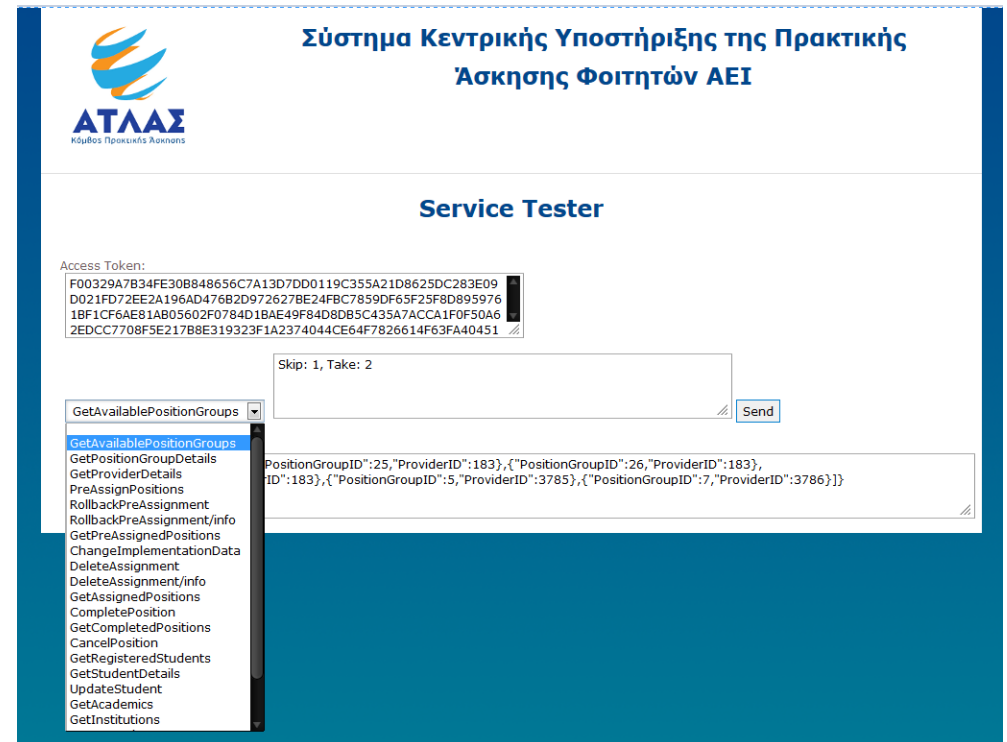 Σύστημα Κεντρικής Υποστήριξης της Πρακτικής
Άσκησης Φοιτητών ΑΕΙ
ΑΤΛΑΣ
Κόμβος Πρακτικής Άσκησης
Service Tester
Access Token:
F00329A7B34FE30B848656C7A13D7DD0119C355A21D8625DC283E09
D021FD72EE2A196AD476B2D972627BE24FBC7859DF65F25F8D895976
1BF1CF6AE81AB05602F0784D1BAE49F84D8DB5C435A7ACCA1F0F50A6
2EDCC7708F5E217B8E319323F1A2374044CE64F7826614F63FA40451
Skip: 1, Take: 2
GetAvailablePositionGroups
Send
GetAvailablePositionGroups
GetPositionGroupDetails
GetProviderDetails
PreAssignPositions
RollbackPreAssignment
RollbackPreAssignment/info
GetPreAssignedPositions
ChangeImplementationData
DeleteAssignment
DeleteAssignment/info
GetAssignedPositions
CompletePosition
GetCompletedPositions
CancelPosition
GetRegisteredStudents
GetStudentDetails
UpdateStudent
GetAcademics
GetInstitutions
PositionGroupID":25,"ProviderID":183},{"PositionGroupID":26,"ProviderID":183},
rID":183},{"PositionGroupID":5,"ProviderID":3785},{"PositionGroupID":7,"ProviderID":3786}]}